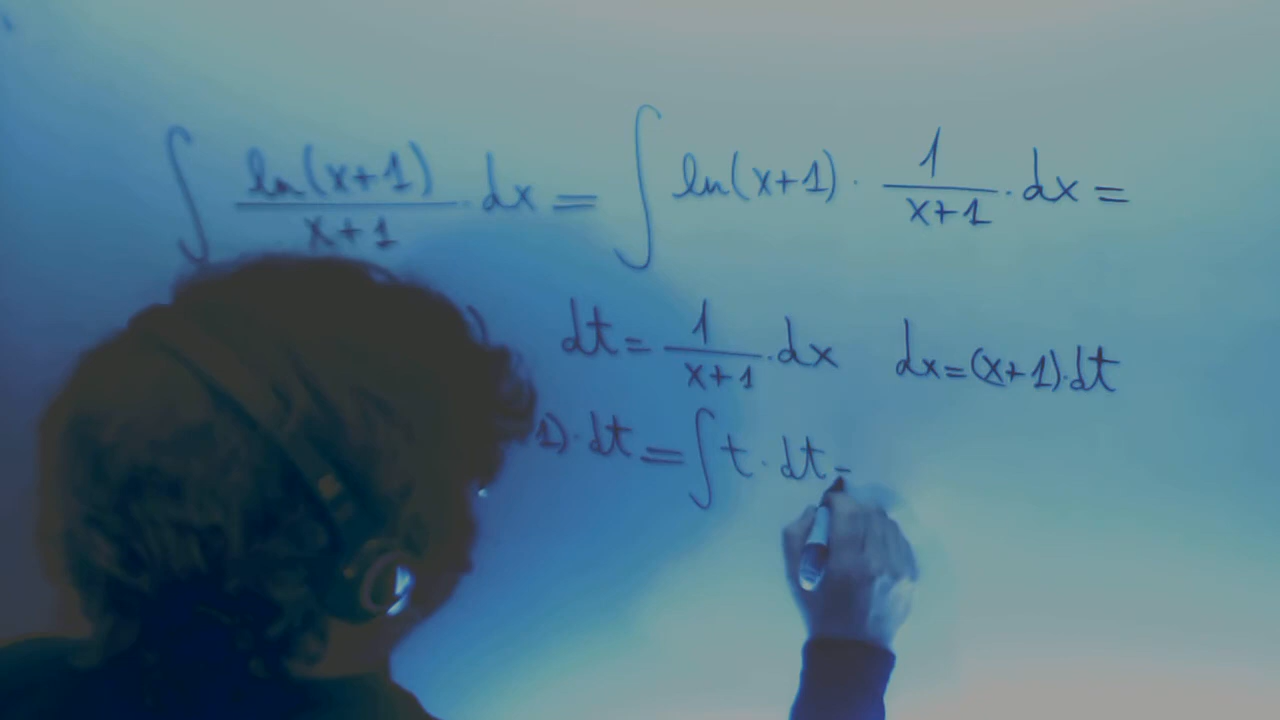 ∫ ln(x+1)/x+1 · dx = ∫ ln(x+1) · 1/x+1 · dx =
) dt = 1/x+1 · dx dx = (x+1) · dt
1) · dt = ∫ t · dt =